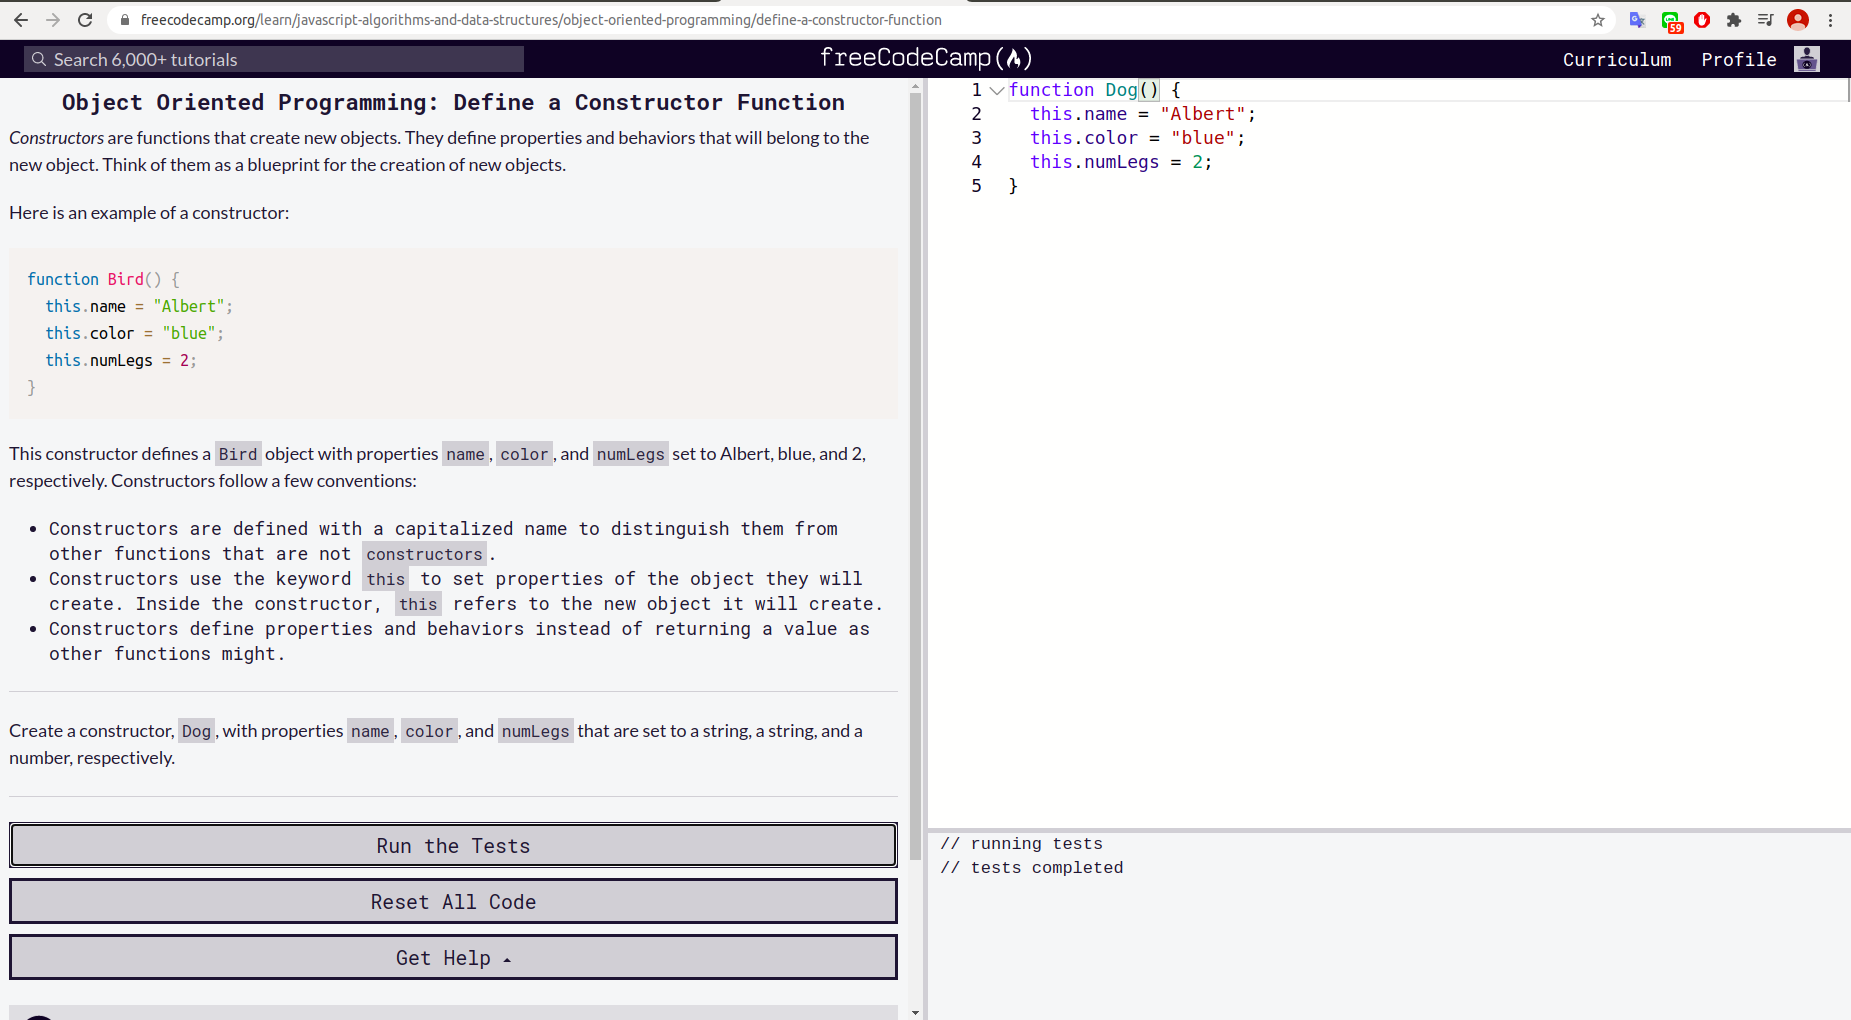 freecodecamp.org/learn/javascript-algorithms-and-data-structures/object-oriented-programming/define-a-constructor-function
59
Search 6,000+ tutorials
freeCodeCamp
Curriculum
Profile
Object Oriented Programming: Define a Constructor Function
Constructors are functions that create new objects. They define properties and behaviors that will belong to the
new object. Think of them as a blueprint for the creation of new objects.
Here is an example of a constructor:
function Bird() {
this.name = "Albert";
this.color = "blue";
this.numLegs = 2;
}
This constructor defines a Bird object with properties name, color, and numLegs set to Albert, blue, and 2,
respectively. Constructors follow a few conventions:
• Constructors are defined with a capitalized name to distinguish them from
other functions that are not constructors.
• Constructors use the keyword this to set properties of the object they will
create. Inside the constructor, this refers to the new object it will create.
• Constructors define properties and behaviors instead of returning a value as
other functions might.
Create a constructor, Dog, with properties name, color, and numLegs that are set to a string, a string, and a
number, respectively.
Run the Tests
Reset All Code
Get Help
1 function Dog() {
2 this.name = "Albert";
3 this.color = "blue";
4 this.numLegs = 2;
5 }
// running tests
// tests completed